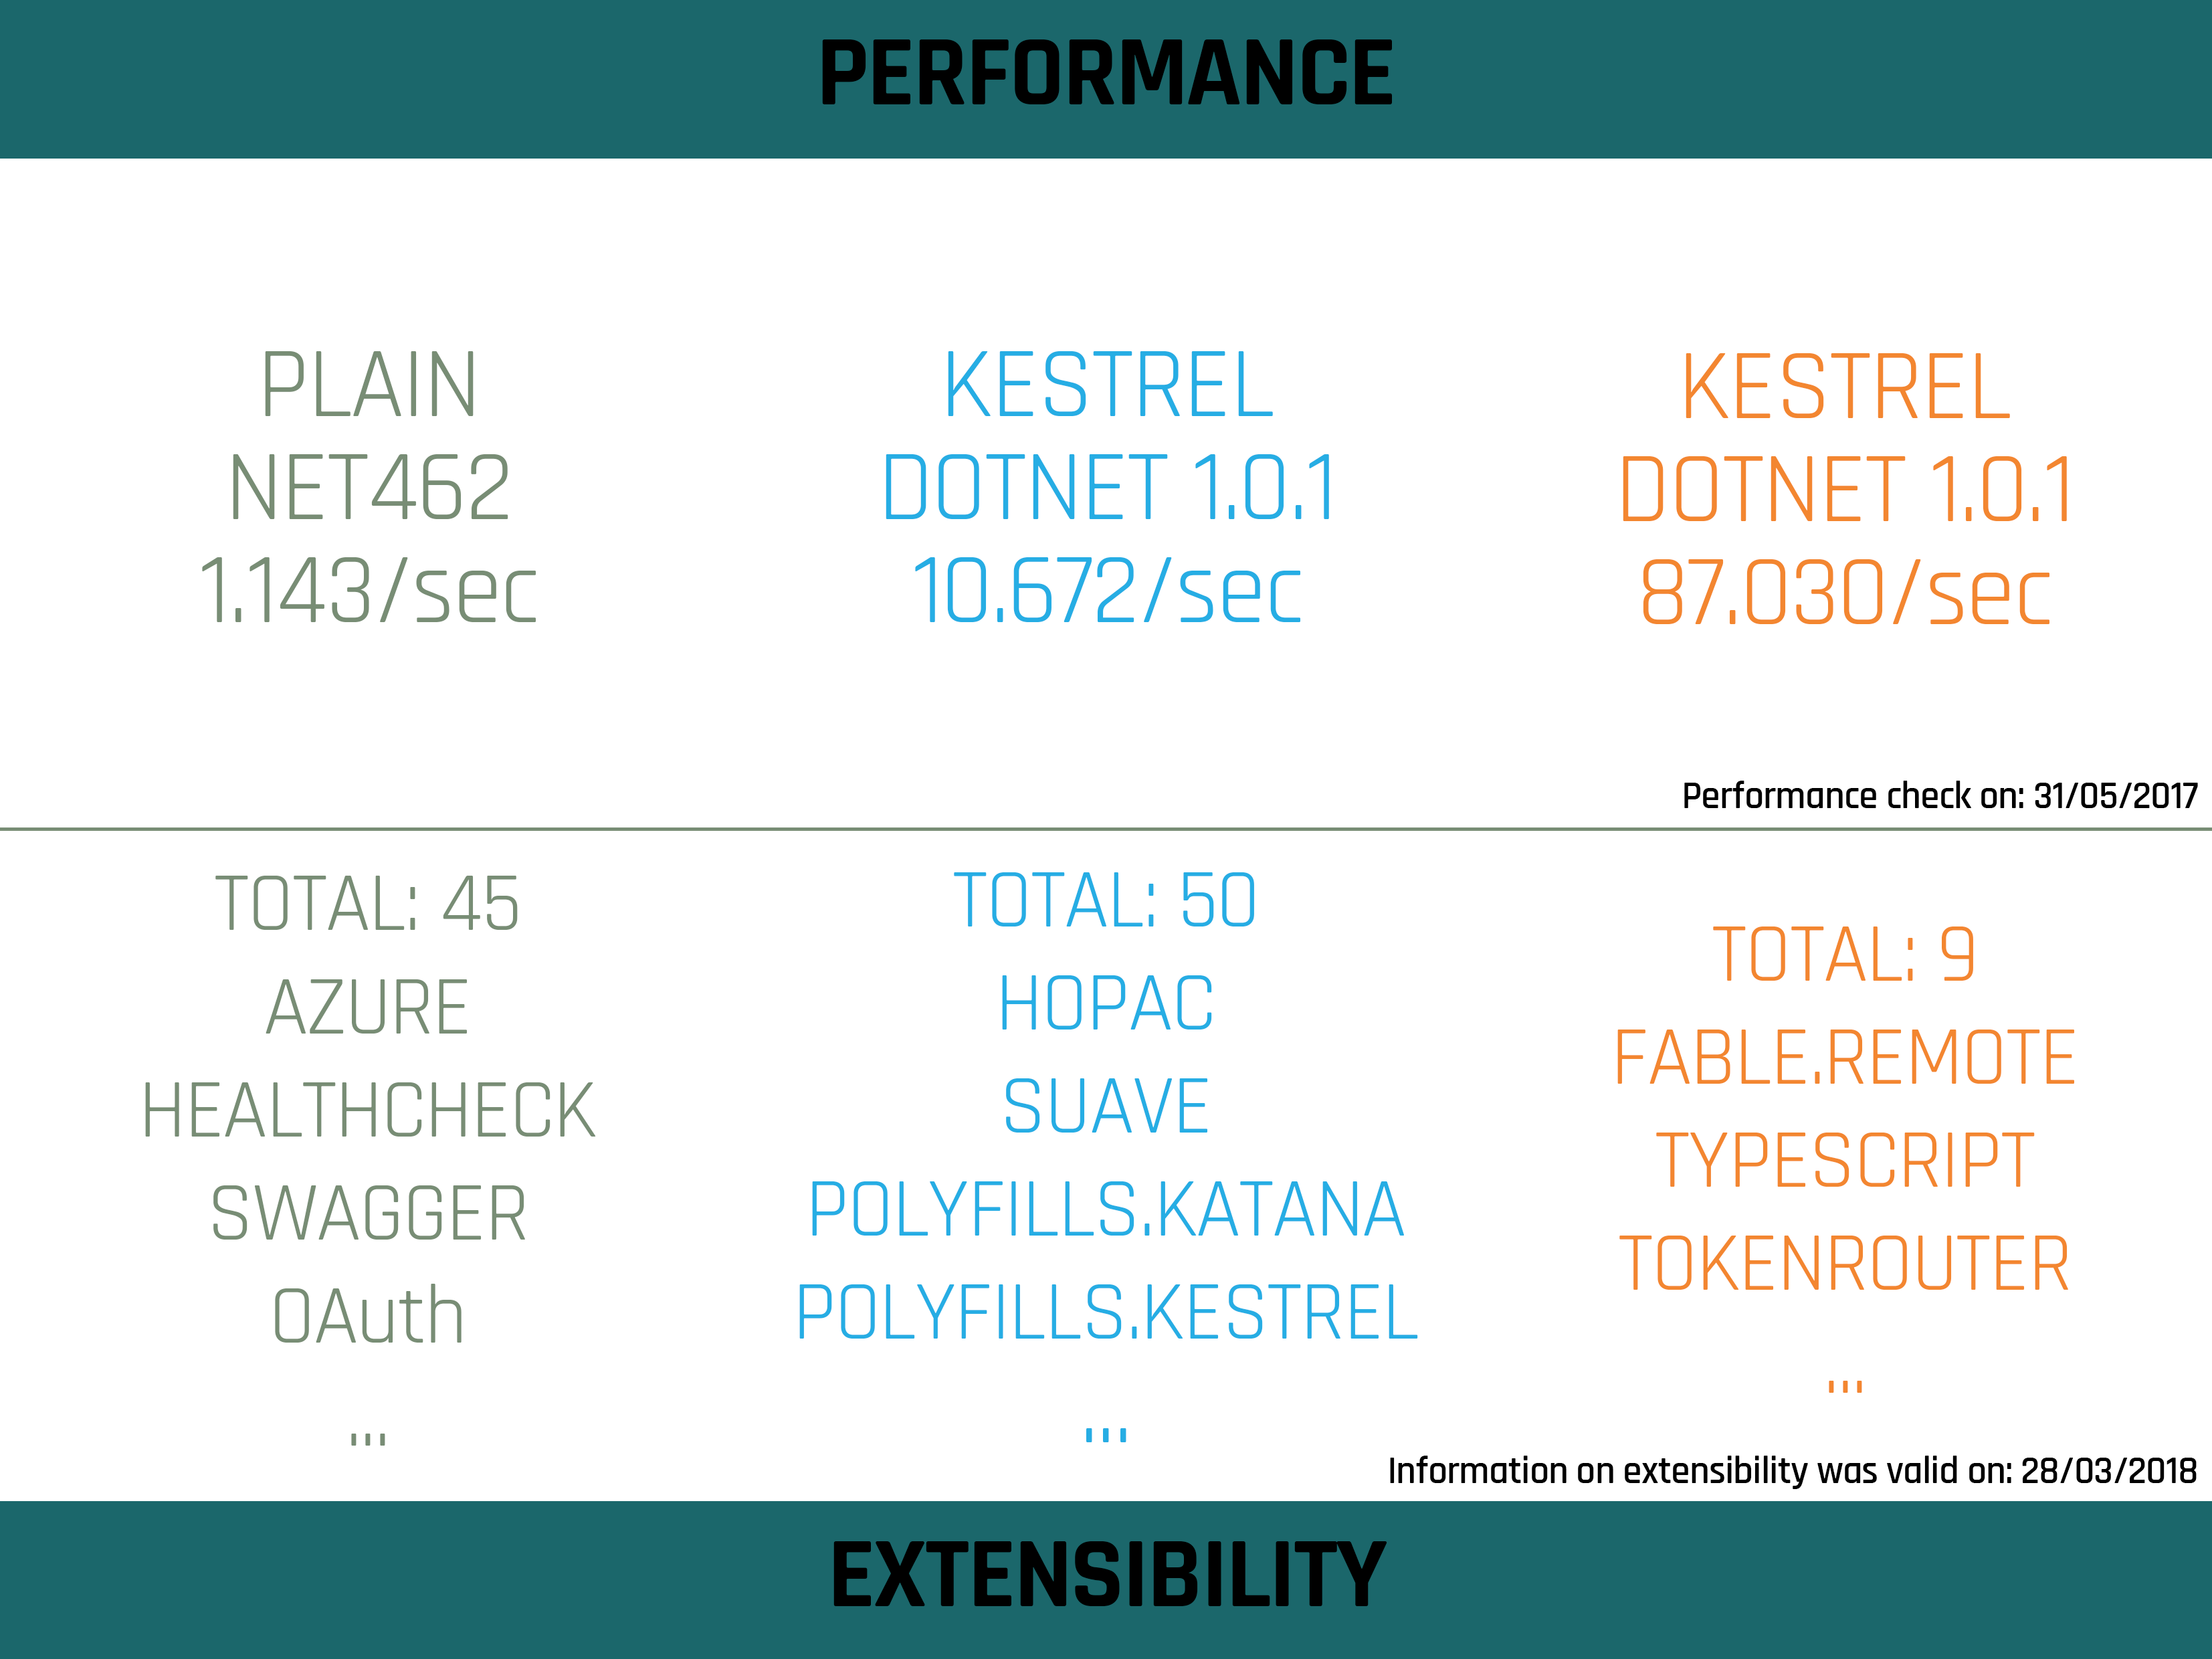 PERFORMANCE
PLAIN
NET462
1.143/sec
KESTREL
DOTNET 1.0.1
10.672/sec
KESTREL
DOTNET 1.0.1
87.030/sec
Performance check on: 31/05/2017
TOTAL: 45
AZURE
HEALTHCHECK
SWAGGER
OAuth
...
TOTAL: 50
HOPAC
SUAVE
POLYFILLS.KATANA
POLYFILLS.KESTREL
...
TOTAL: 9
FABLE.REMOTE
TYPESCRIPT
TOKENROUTER
...
Information on extensibility was valid on: 28/03/2018
EXTENSIBILITY